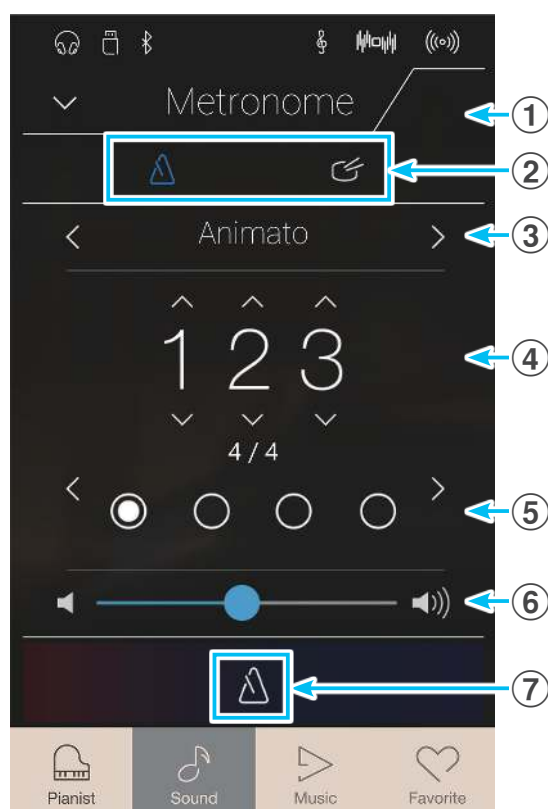 Metronome
①
②
Animato
③
1 2 3
④
4 / 4
⑤
⑥
⑦
Pianist Sound Music Favorite